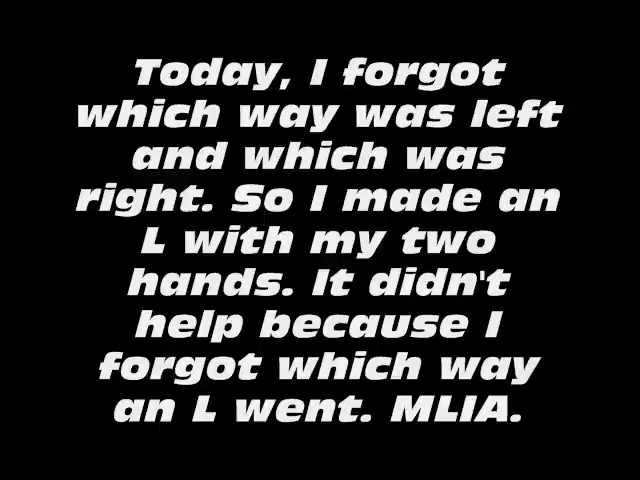 Today, I forgot
which way was left
and which was
right. So I made an
L with my two
hands. It didn't
help because I
forgot which way
an L went. MLIA.